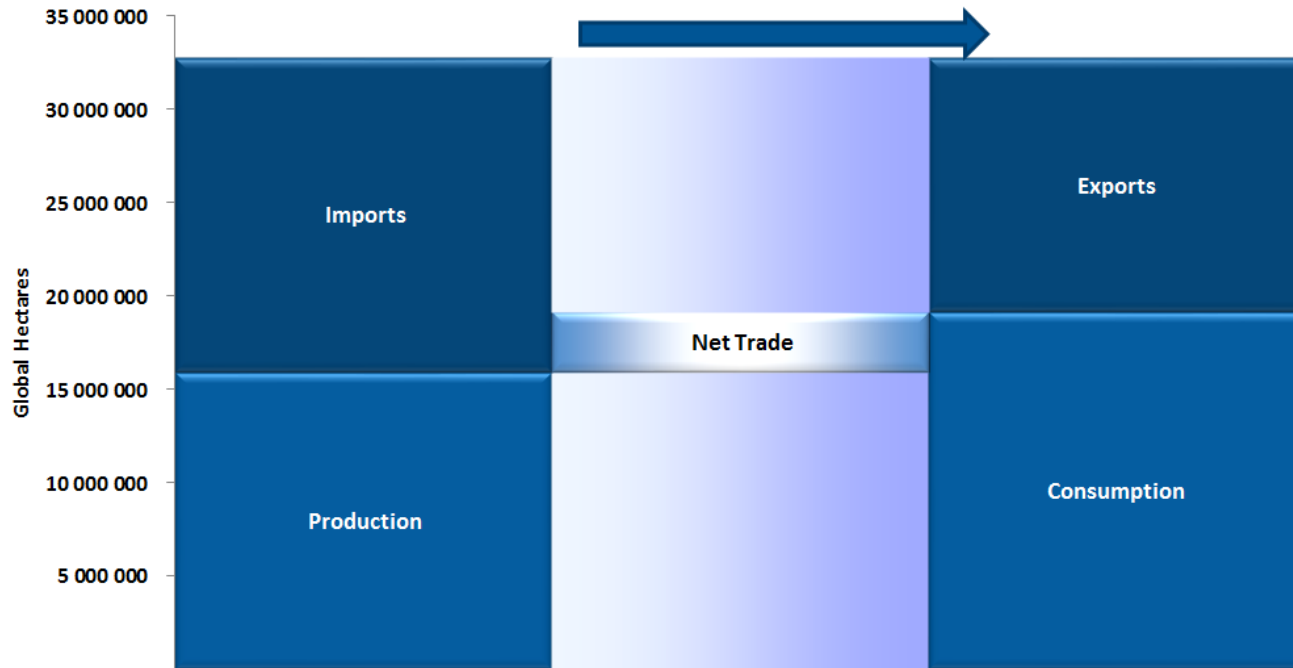 35 000 000
30 000 000
25 000 000
20 000 000
15 000 000
10 000 000
5 000 000
Global Hectares
Imports
Production
Net Trade
Exports
Consumption